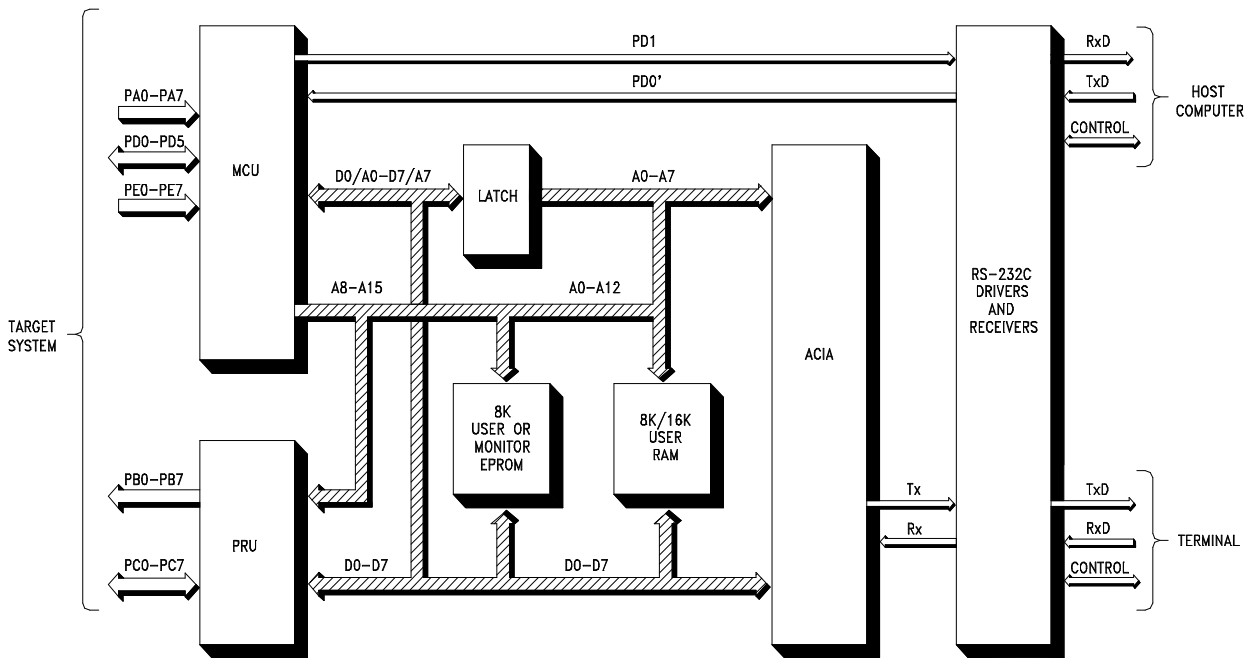 PD1
RxD
PD0'
TxD
HOST
COMPUTER
CONTROL
PA0-PA7
PD0-PD5
PE0-PE7
MCU
D0/A0-D7/A7
LATCH
A0-A7
A8-A15
A0-A12
TARGET
SYSTEM
ACIA
RS-232C
DRIVERS
AND
RECEIVERS
8K
USER OR
MONITOR
EPROM
8K/16K
USER
RAM
PB0-PB7
PC0-PC7
PRU
D0-D7
D0-D7
Tx
Rx
TxD
RxD
CONTROL
TERMINAL